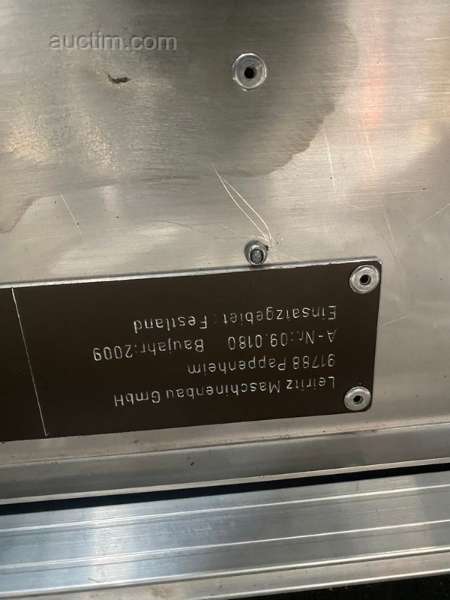 auctim.com
Leiritz Maschinenbau GmbH
91788 Pappenheim
A-Nr.:09.0180 Baujahr:2009
Einsatzgebiet: Festland